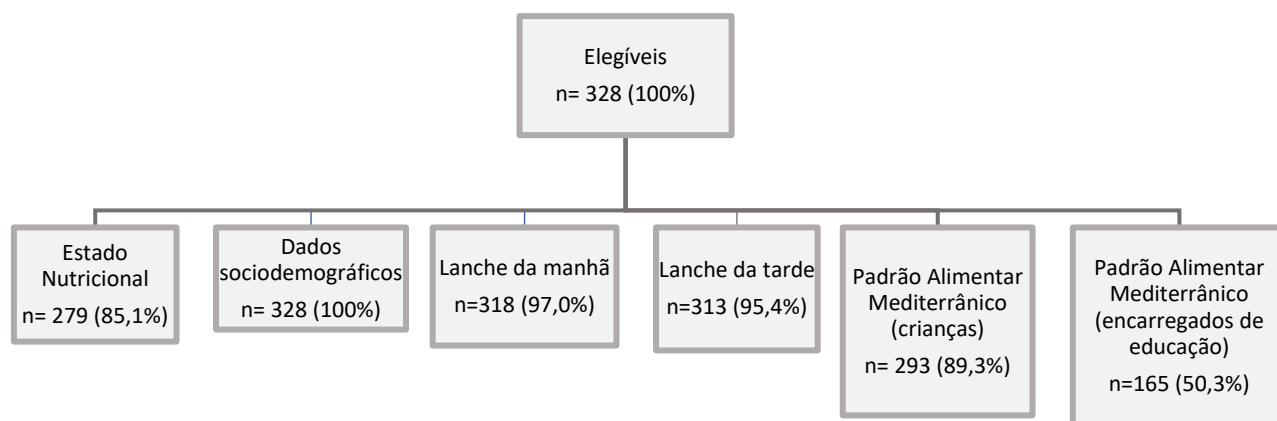 Elegíveis
n= 328 (100%)
Estado
Nutricional
n= 279 (85,1%)
Dados
sociodemográficos
n= 328 (100%)
Lanche da manhã
n=318 (97,0%)
Lanche da tarde
n=313 (95,4%)
Padrão Alimentar
Mediterrânico
(crianças)
n= 293 (89,3%)
Padrão Alimentar
Mediterrânico
(encarregados de
educação)
n=165 (50,3%)